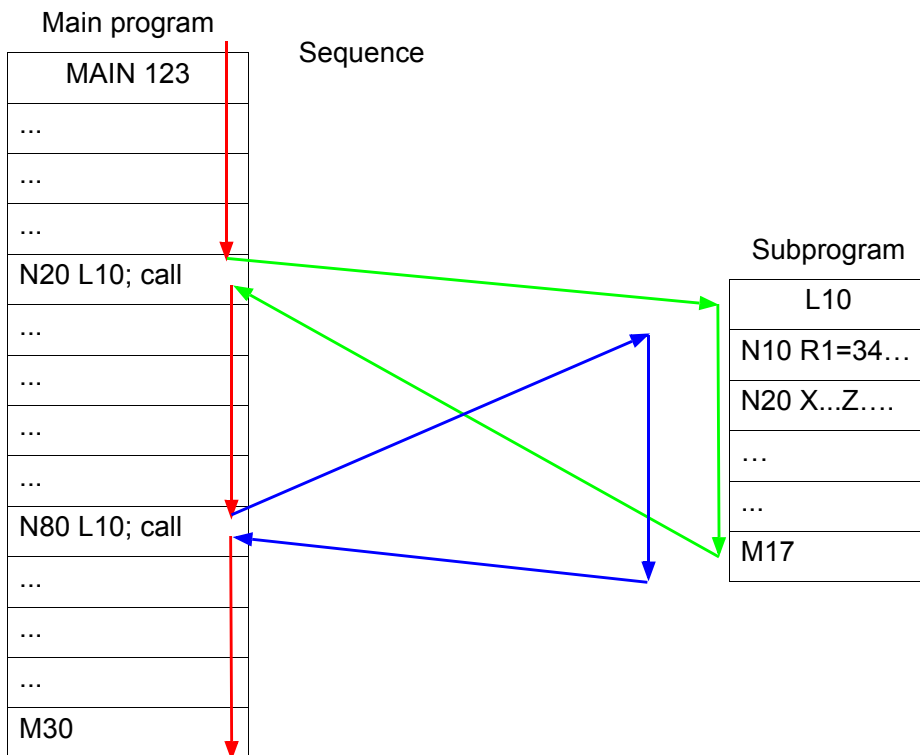 Main program
Sequence
MAIN 123
...
...
...
N20 L10; call
...
...
...
...
N80 L10; call
...
...
...
M30
Subprogram
L10
N10 R1=34…
N20 X...Z….
…
...
M17